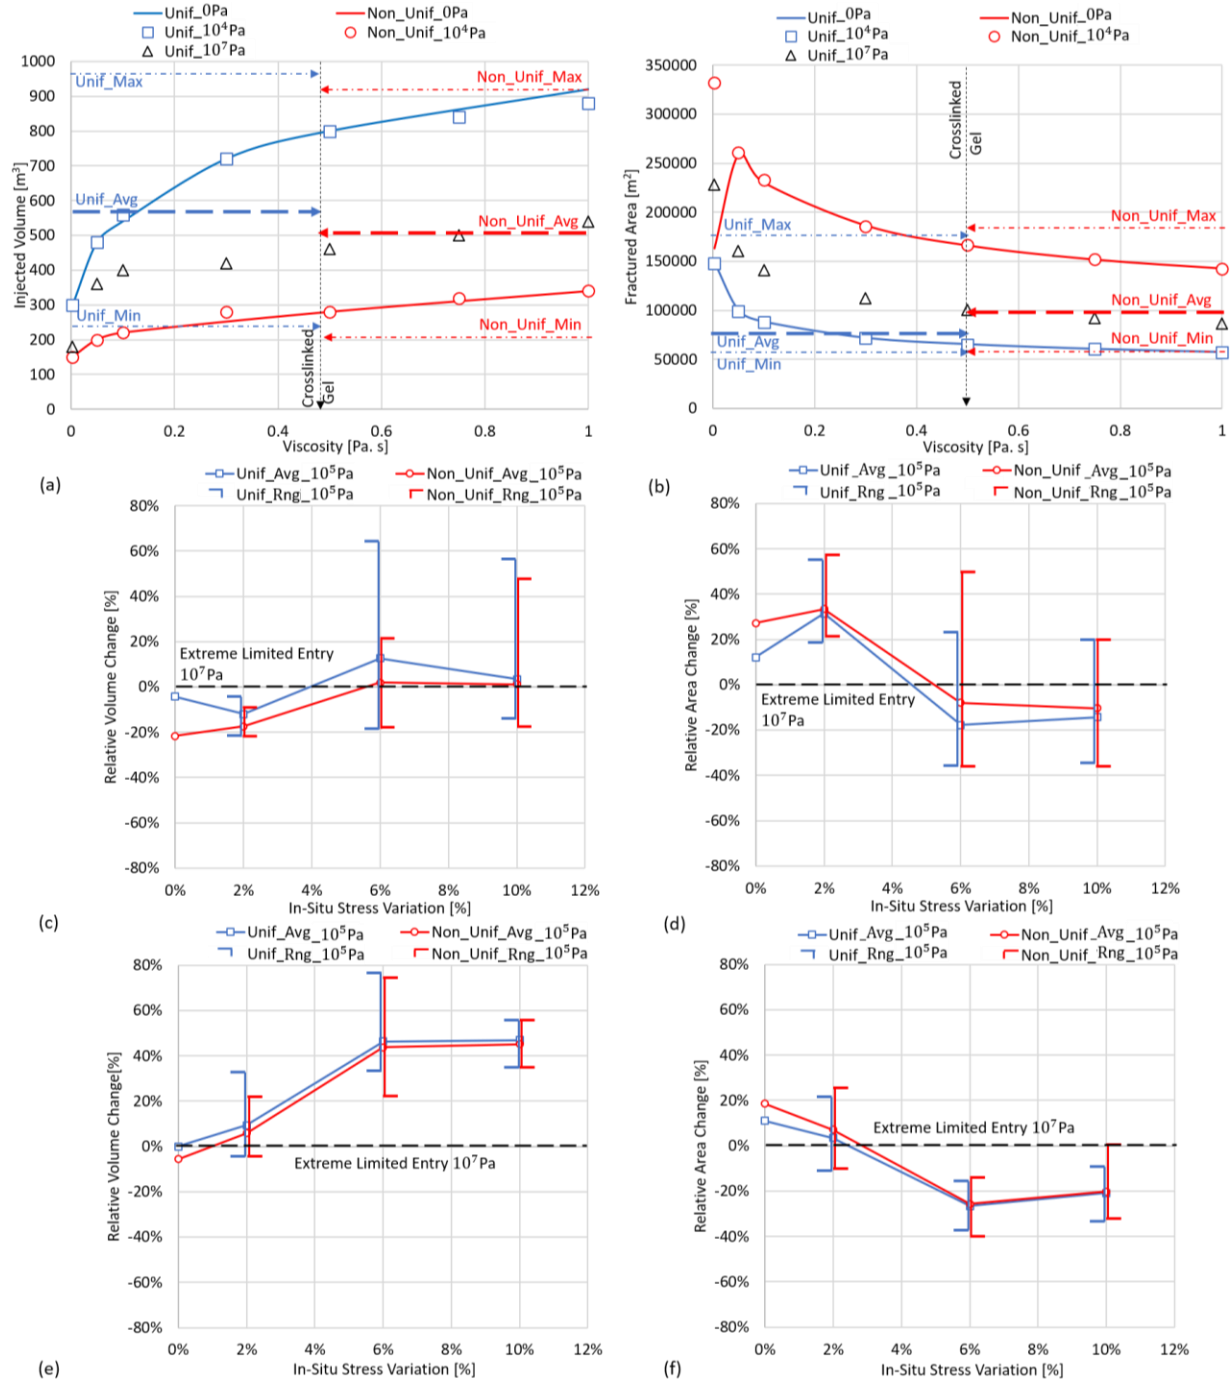 Unif_0Pa Non_Unif_0Pa
Unif_10⁴Pa Non_Unif_10⁴Pa
Unif_10⁷Pa
1000
900
800
700
600
500
400
300
200
100
0
Injected Volume [m³]
Unif_Max
Non_Unif_Max
Unif_Avg
Non_Unif_Avg
Unif_Min
Non_Unif_Min
Crosslinked
Gel
0 0.2 0.4 0.6 0.8 1
Viscosity [Pa. s]
(a)
Unif_0Pa Non_Unif_0Pa
Unif_10⁴Pa Non_Unif_10⁴Pa
Unif_10⁷Pa
350000
300000
250000
200000
150000
100000
50000
0
Fractured Area [m²]
Crosslinked
Gel
Unif_Max
Non_Unif_Max
Non_Unif_Avg
Unif_Avg
Non_Unif_Min
Unif_Min
0 0.2 0.4 0.6 0.8 1
Viscosity [Pa. s]
(b)
Unif_Avg_10⁵Pa Non_Unif_Avg_10⁵Pa
Unif_Rng_10⁵Pa Non_Unif_Rng_10⁵Pa
80%
60%
40%
20%
0%
-20%
-40%
-60%
-80%
Relative Volume Change [%]
Extreme Limited Entry
10⁷Pa
0% 2% 4% 6% 8% 10% 12%
In-Situ Stress Variation [%]
(c)
Unif_Avg_10⁵Pa Non_Unif_Avg_10⁵Pa
Unif_Rng_10⁵Pa Non_Unif_Rng_10⁵Pa
80%
60%
40%
20%
0%
-20%
-40%
-60%
-80%
Relative Area Change [%]
Extreme Limited Entry
10⁷Pa
0% 2% 4% 6% 8% 10% 12%
In-Situ Stress Variation [%]
(d)
Unif_Avg_10⁵Pa Non_Unif_Avg_10⁵Pa
Unif_Rng_10⁵Pa Non_Unif_Rng_10⁵Pa
80%
60%
40%
20%
0%
-20%
-40%
-60%
-80%
Relative Volume Change[%]
Extreme Limited Entry 10⁷Pa
0% 2% 4% 6% 8% 10% 12%
In-Situ Stress Variation [%]
(e)
Unif_Avg_10⁵Pa Non_Unif_Avg_10⁵Pa
Unif_Rng_10⁵Pa Non_Unif_Rng_10⁵Pa
80%
60%
40%
20%
0%
-20%
-40%
-60%
-80%
Relative Area Change [%]
Extreme Limited Entry 10⁷Pa
0% 2% 4% 6% 8% 10% 12%
In-Situ Stress Variation [%]
(f)